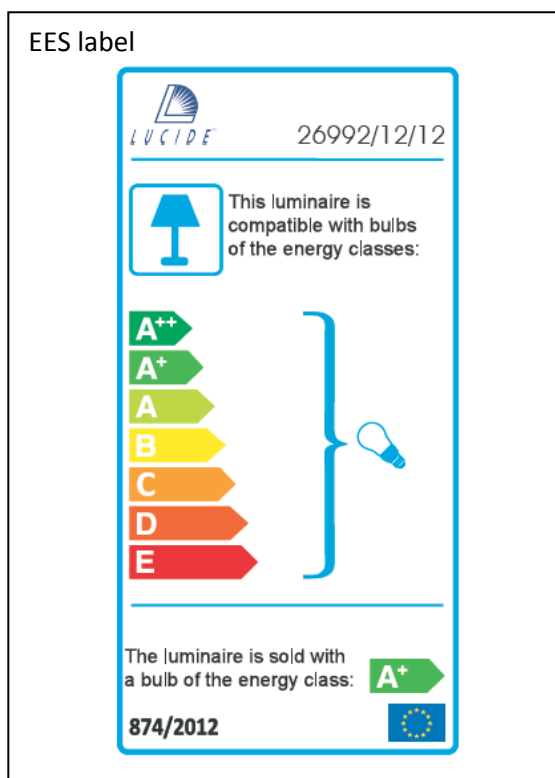 EES label
LUCIDE
26992/12/12
This luminaire is
compatible with bulbs
of the energy classes:
A++
A+
A
B
C
D
E
The luminaire is sold with
a bulb of the energy class:
A+
874/2012